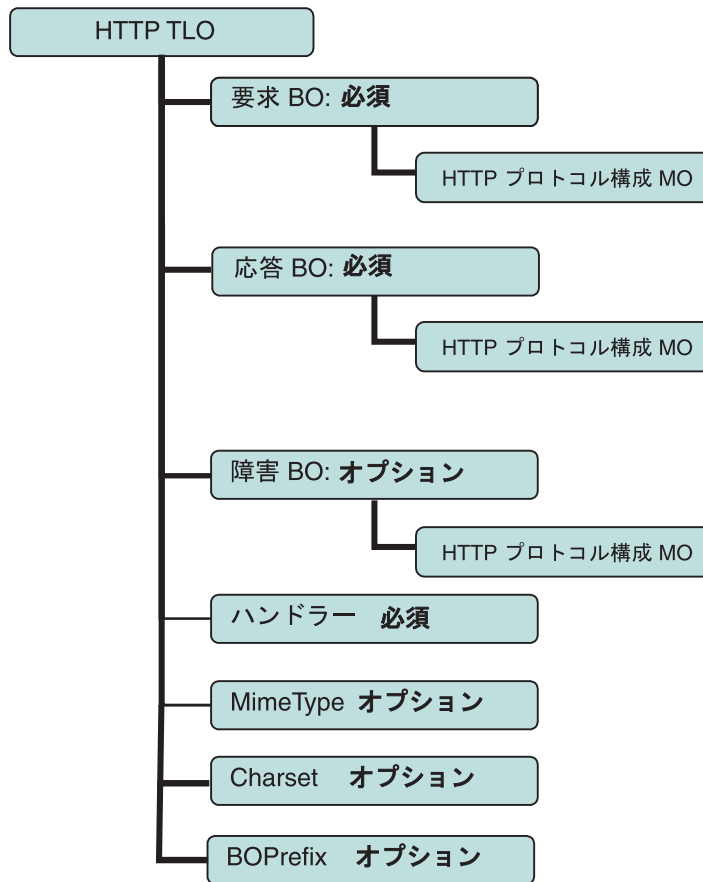 HTTP TLO
要求 BO: 必須
HTTP プロトコル構成 MO
応答 BO: 必須
HTTP プロトコル構成 MO
障害 BO: オプション
HTTP プロトコル構成 MO
ハンドラー 必須
MimeType オプション
Charset オプション
BOPrefix オプション